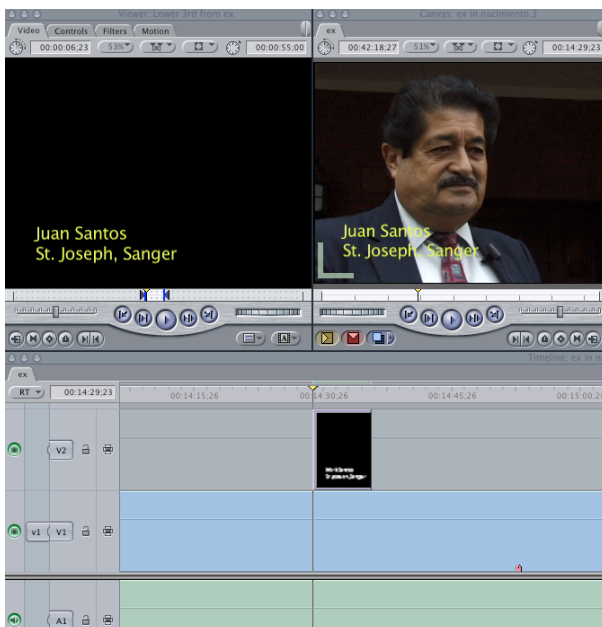 Viewer: Lower 3rd from ex
Video Controls Filters Motion
00:00:06;23 53% 00:00:55;00
Juan Santos
St. Joseph, Sanger
Canvas: ex in nacimiento.3
ex
00:42:18;27 51% 00:14:29;23
Juan Santos
St. Joseph, Sanger
Timeline: ex in n
ex
RT 00:14:29;23 00:14:15;26 00:14:30;26 00:14:45;26 00:15:00;2
V2
St. Joseph, Sanger
v1 V1
A1